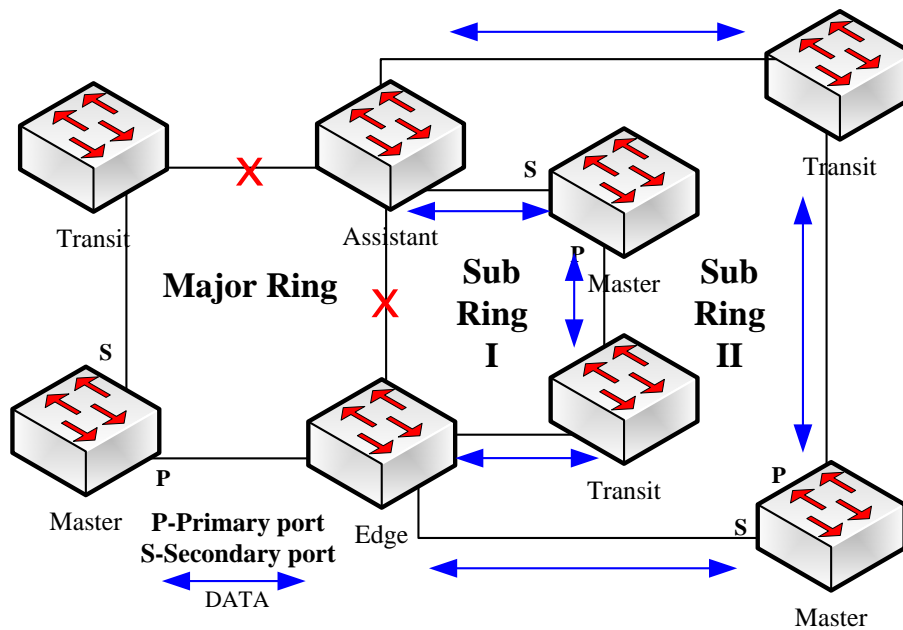 Transit
X
Assistant
S
P
Master
Transit
Major Ring
Sub
Ring
I
Sub
Ring
II
X
S
P
Master
Edge
Transit
P
S
Master
P-Primary port
S-Secondary port
DATA